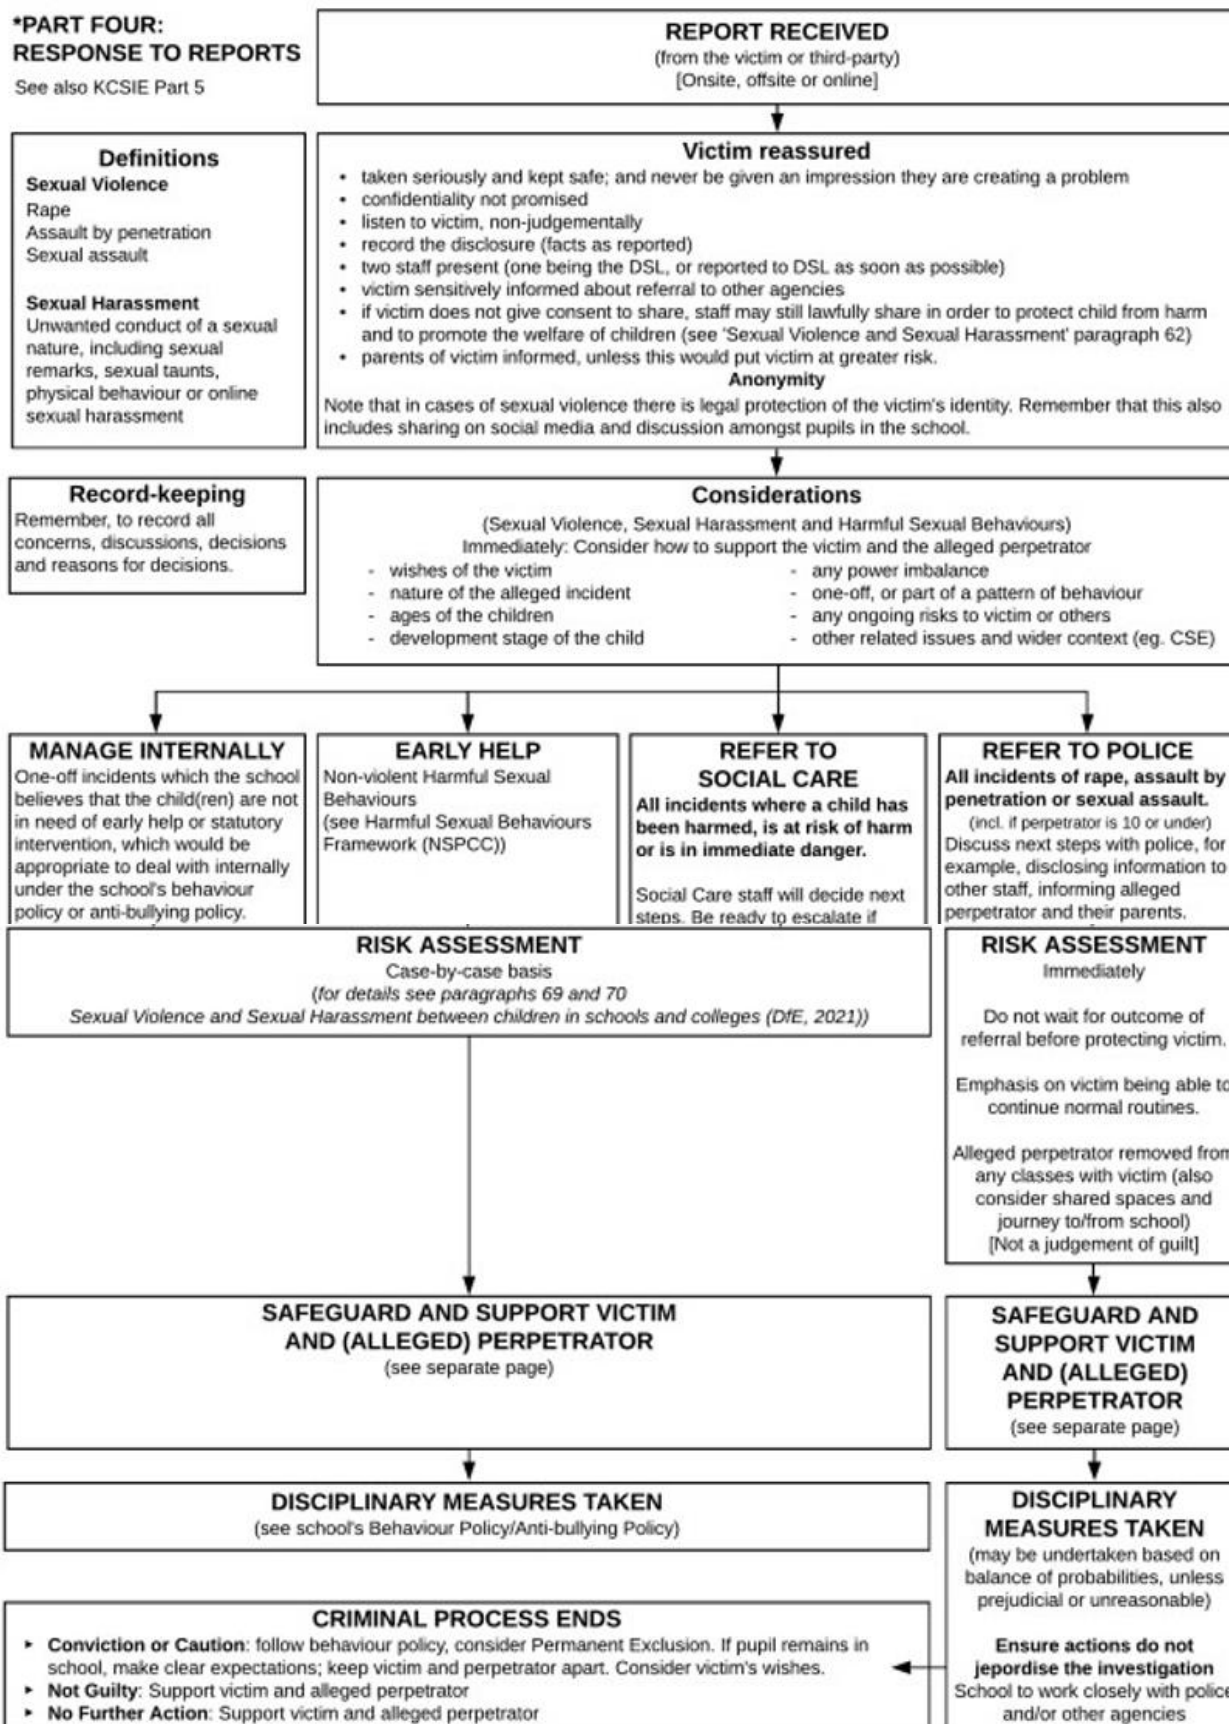 *PART FOUR:
RESPONSE TO REPORTS
See also KCSIE Part 5
REPORT RECEIVED
(from the victim or third-party)
[Onsite, offsite or online]
Definitions
Sexual Violence
Rape
Assault by penetration
Sexual assault
Sexual Harassment
Unwanted conduct of a sexual
nature, including sexual
remarks, sexual taunts,
physical behaviour or online
sexual harassment
Victim reassured
• taken seriously and kept safe; and never be given an impression they are creating a problem
• confidentiality not promised
• listen to victim, non-judgementally
• record the disclosure (facts as reported)
• two staff present (one being the DSL, or reported to DSL as soon as possible)
• victim sensitively informed about referral to other agencies
• if victim does not give consent to share, staff may still lawfully share in order to protect child from harm
and to promote the welfare of children (see 'Sexual Violence and Sexual Harassment' paragraph 62)
• parents of victim informed, unless this would put victim at greater risk.
Anonymity
Note that in cases of sexual violence there is legal protection of the victim's identity. Remember that this also
includes sharing on social media and discussion amongst pupils in the school.
Record-keeping
Remember, to record all
concerns, discussions, decisions
and reasons for decisions.
Considerations
(Sexual Violence, Sexual Harassment and Harmful Sexual Behaviours)
Immediately: Consider how to support the victim and the alleged perpetrator
- wishes of the victim
- nature of the alleged incident
- ages of the children
- development stage of the child
- any power imbalance
- one-off, or part of a pattern of behaviour
- any ongoing risks to victim or others
- other related issues and wider context (eg. CSE)
MANAGE INTERNALLY
One-off incidents which the school
believes that the child(ren) are not
in need of early help or statutory
intervention, which would be
appropriate to deal with internally
under the school's behaviour
policy or anti-bullying policy.
EARLY HELP
Non-violent Harmful Sexual
Behaviours
(see Harmful Sexual Behaviours
Framework (NSPCC))
REFER TO
SOCIAL CARE
All incidents where a child has
been harmed, is at risk of harm
or is in immediate danger.
Social Care staff will decide next
steps. Be ready to escalate if
REFER TO POLICE
All incidents of rape, assault by
penetration or sexual assault.
(incl. if perpetrator is 10 or under)
Discuss next steps with police, for
example, disclosing information to
other staff, informing alleged
perpetrator and their parents.
RISK ASSESSMENT
Case-by-case basis
(for details see paragraphs 69 and 70
Sexual Violence and Sexual Harassment between children in schools and colleges (DfE, 2021))
RISK ASSESSMENT
Immediately
Do not wait for outcome of
referral before protecting victim.
Emphasis on victim being able to
continue normal routines.
Alleged perpetrator removed from
any classes with victim (also
consider shared spaces and
journey to/from school)
[Not a judgement of guilt]
SAFEGUARD AND SUPPORT VICTIM
AND (ALLEGED) PERPETRATOR
(see separate page)
SAFEGUARD AND
SUPPORT VICTIM
AND (ALLEGED)
PERPETRATOR
(see separate page)
DISCIPLINARY MEASURES TAKEN
(see school's Behaviour Policy/Anti-bullying Policy)
DISCIPLINARY
MEASURES TAKEN
(may be undertaken based on
balance of probabilities, unless
prejudicial or unreasonable)
Ensure actions do not
jepordise the investigation
School to work closely with police
and/or other agencies
CRIMINAL PROCESS ENDS
‣ Conviction or Caution: follow behaviour policy, consider Permanent Exclusion. If pupil remains in
school, make clear expectations; keep victim and perpetrator apart. Consider victim's wishes.
‣ Not Guilty: Support victim and alleged perpetrator
‣ No Further Action: Support victim and alleged perpetrator